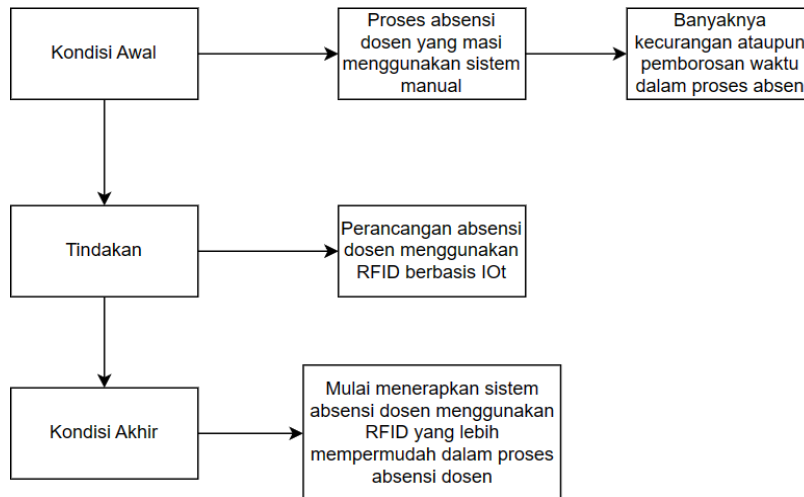 Kondisi Awal
Proses absensi
dosen yang masi
menggunakan sistem
manual
Banyaknya
kecurangan ataupun
pemborosan waktu
dalam proses absen
Tindakan
Perancangan absensi
dosen menggunakan
RFID berbasis IOt
Kondisi Akhir
Mulai menerapkan sistem
absensi dosen menggunakan
RFID yang lebih
mempermudah dalam proses
absensi dosen